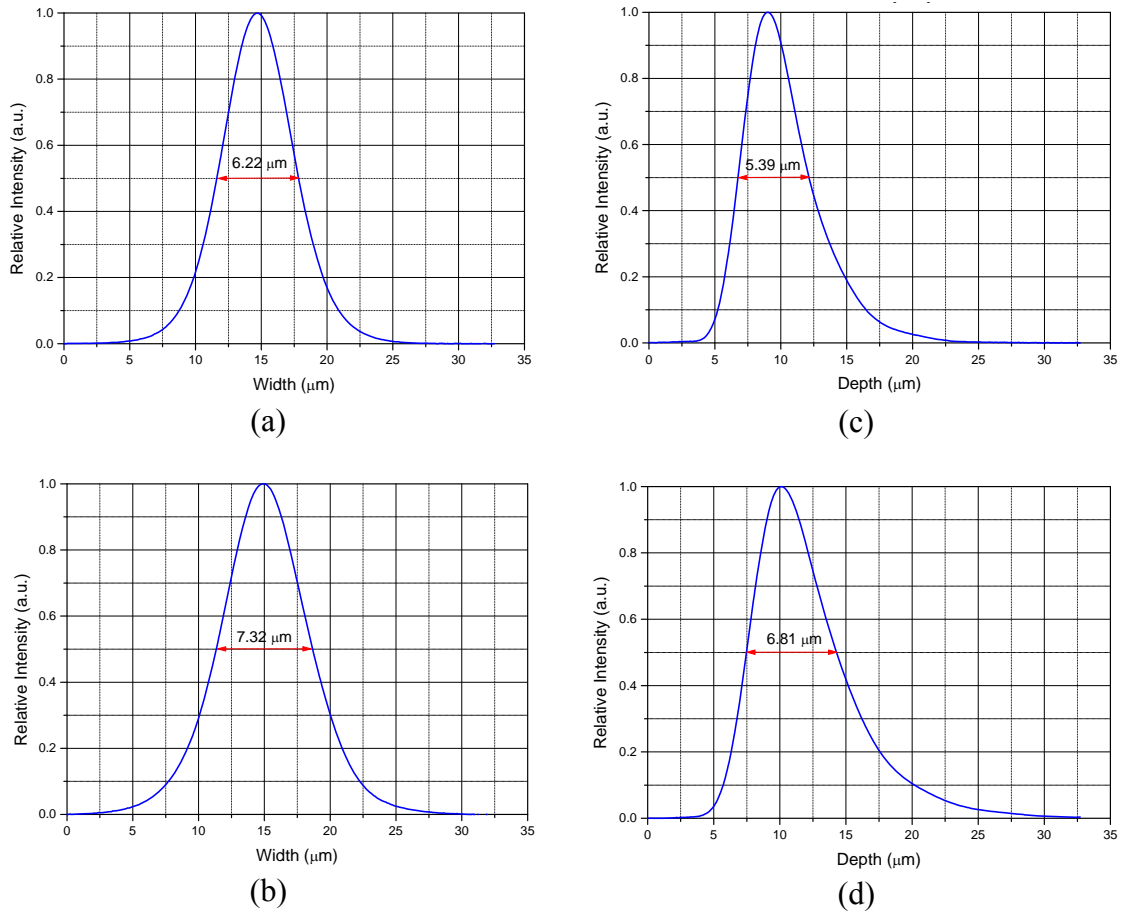 1.0
0.8
0.6
0.4
0.2
0.0
Relative Intensity (a.u.)
6.22 μm
0 5 10 15 20 25 30 35
Width (μm)
(a)
1.0
0.8
0.6
0.4
0.2
0.0
Relative Intensity (a.u.)
5.39 μm
0 5 10 15 20 25 30 35
Depth (μm)
(c)
1.0
0.8
0.6
0.4
0.2
0.0
Relative Intensity (a.u.)
7.32 μm
0 5 10 15 20 25 30 35
Width (μm)
(b)
1.0
0.8
0.6
0.4
0.2
0.0
Relative Intensity (a.u.)
6.81 μm
0 5 10 15 20 25 30 35
Depth (μm)
(d)